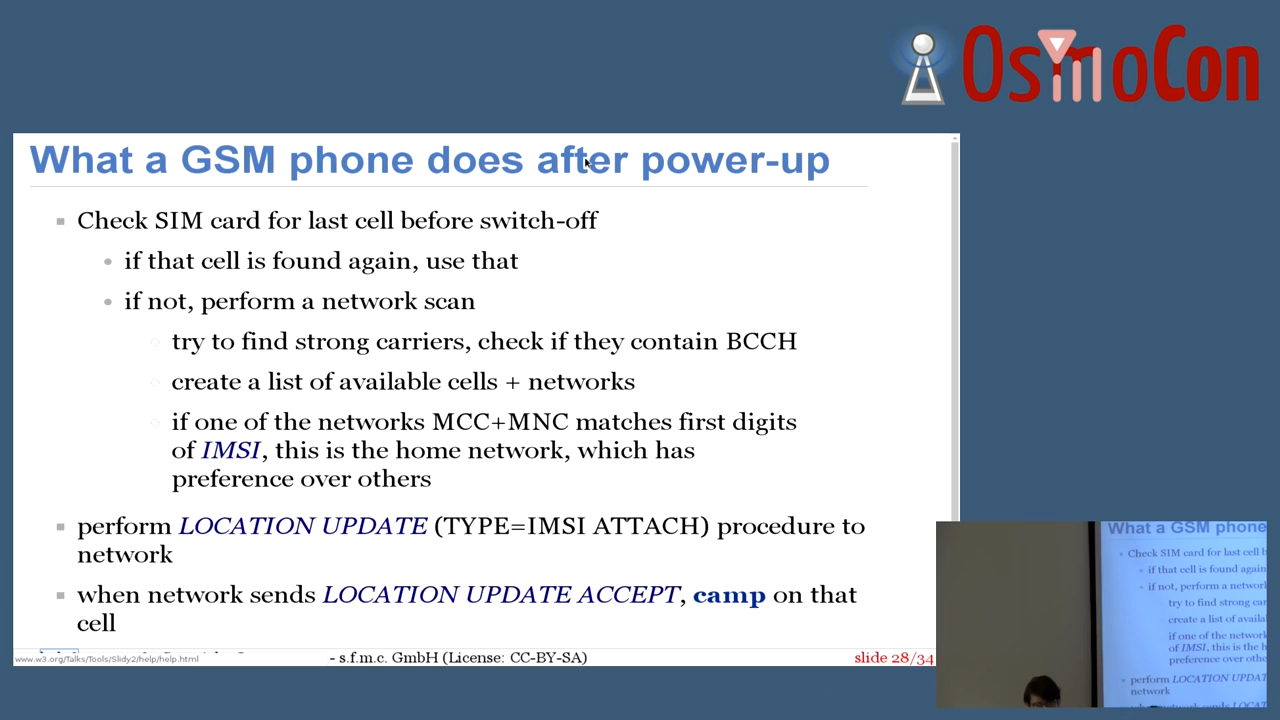 OsmoCon
What a GSM phone does after power-up
Check SIM card for last cell before switch-off
if that cell is found again, use that
if not, perform a network scan
try to find strong carriers, check if they contain BCCH
create a list of available cells + networks
if one of the networks MCC+MNC matches first digits
of IMSI, this is the home network, which has
preference over others
perform LOCATION UPDATE (TYPE=IMSI ATTACH) procedure to
network
when network sends LOCATION UPDATE ACCEPT, camp on that
cell
www.w3.org/Talks/Tools/Slidy2/help/help.html
- s.f.m.c. GmbH (License: CC-BY-SA)
slide 28/34
What a GSM phone
Check SIM card for last cell b
if that cell is found again
if not, perform a network
try to find strong car
create a list of availa
if one of the network
of IMSI, this is the h
preference over othe
perform LOCATION UPDA
network